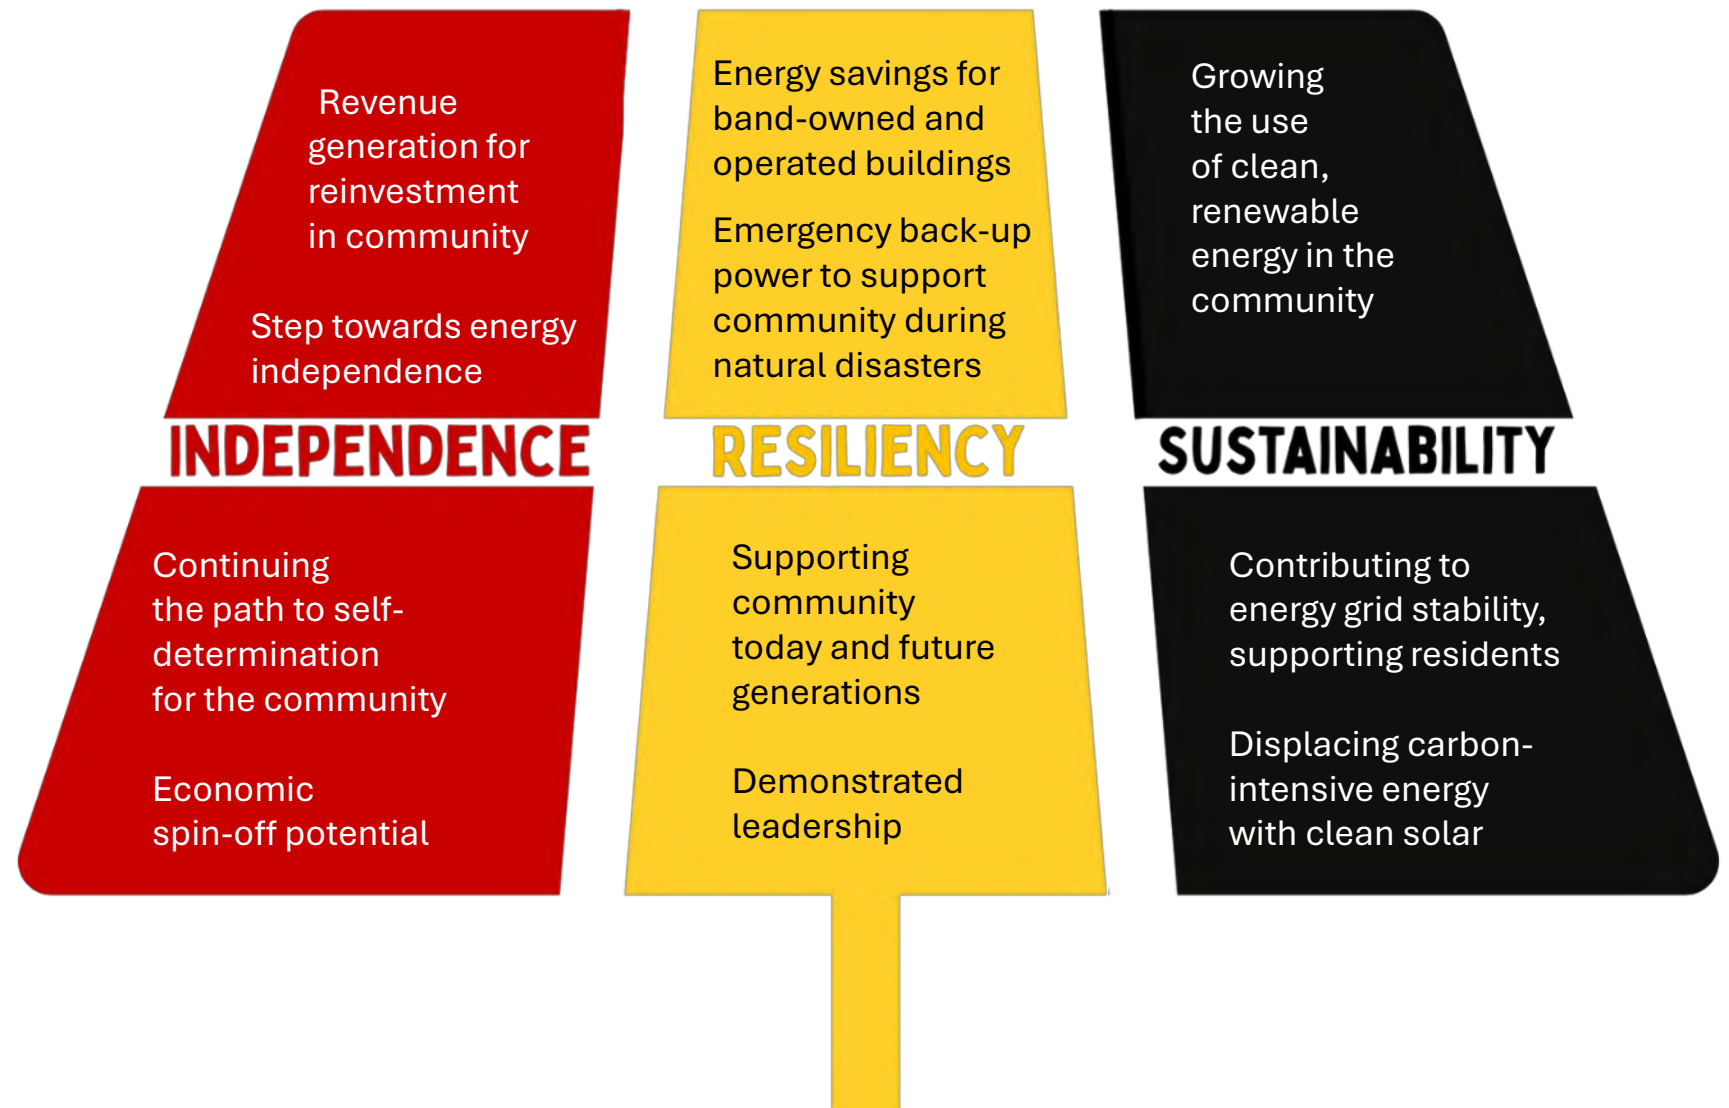 Revenue
generation for
reinvestment
in community
Step towards energy
independence
Energy savings for
band-owned and
operated buildings
Emergency back-up
power to support
community during
natural disasters
Growing
the use
of clean,
renewable
energy in the
community
INDEPENDENCE
RESILIENCY
SUSTAINABILITY
Continuing
the path to self-
determination
for the community
Economic
spin-off potential
Supporting
community
today and future
generations
Demonstrated
leadership
Contributing to
energy grid stability,
supporting residents
Displacing carbon-
intensive energy
with clean solar